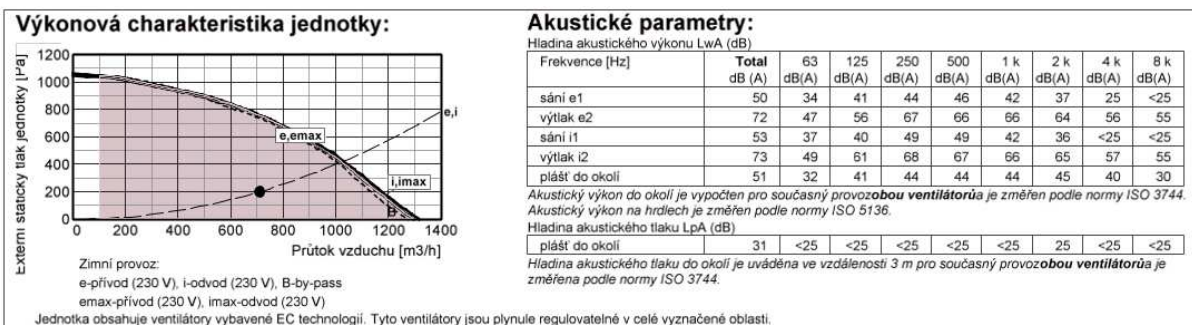 Výkonová charakteristika jednotky:
Externí statický tlak jednotky [Pa]
1200
1000
800
600
400
200
0
e,emax
i,imax
e,i
B
0 200 400 600 800 1000 1200 1400
Průtok vzduchu [m3/h]
Zimní provoz:
e-přívod (230 V), i-odvod (230 V), B-by-pass
emax-přívod (230 V), imax-odvod (230 V)
Jednotka obsahuje ventilátory vybavené EC technologií. Tyto ventilátory jsou plynule regulovatelné v celé vyznačené oblasti.
Akustické parametry:
Hladina akustického výkonu LwA (dB)
Frekvence [Hz] Total 63 125 250 500 1 k 2 k 4 k 8 k
dB (A) dB(A) dB(A) dB(A) dB(A) dB(A) dB(A) dB(A) dB(A)
sání e1 50 34 41 44 46 42 37 25 <25
výtlak e2 72 47 56 67 66 66 64 56 55
sání i1 53 37 40 49 49 42 36 <25 <25
výtlak i2 73 49 61 68 67 66 65 57 55
plášť do okolí 51 32 41 44 44 44 45 40 30
Akustický výkon do okolí je vypočten pro současný provozobou ventilátorůa je změřen podle normy ISO 3744.
Akustický výkon na hrdlech je změřen podle normy ISO 5136.
Hladina akustického tlaku LpA (dB)
plášť do okolí 31 <25 <25 <25 <25 <25 25 <25 <25
Hladina akustického tlaku do okolí je uváděna ve vzdálenosti 3 m pro současný provozobou ventilátorůa je
změřena podle normy ISO 3744.